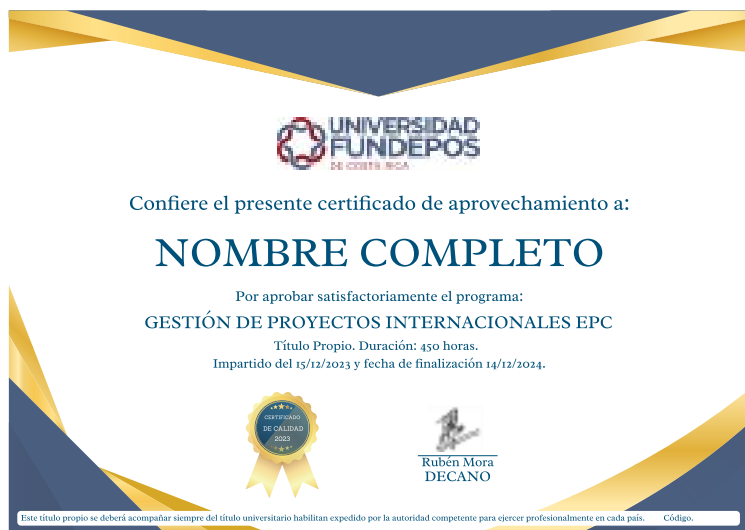 UNIVERSIDAD
FUNDEPOS
DE COSTA RICA
Confiere el presente certificado de aprovechamiento a:
NOMBRE COMPLETO
Por aprobar satisfactoriamente el programa:
GESTIÓN DE PROYECTOS INTERNACIONALES EPC
Título Propio. Duración: 450 horas.
Impartido del 15/12/2023 y fecha de finalización 14/12/2024.
CERTIFICADO
DE CALIDAD
2023
Rubén Mora
DECANO
Este título propio se deberá acompañar siempre del título universitario habilitan expedido por la autoridad competente para ejercer profesionalmente en cada país. Código.